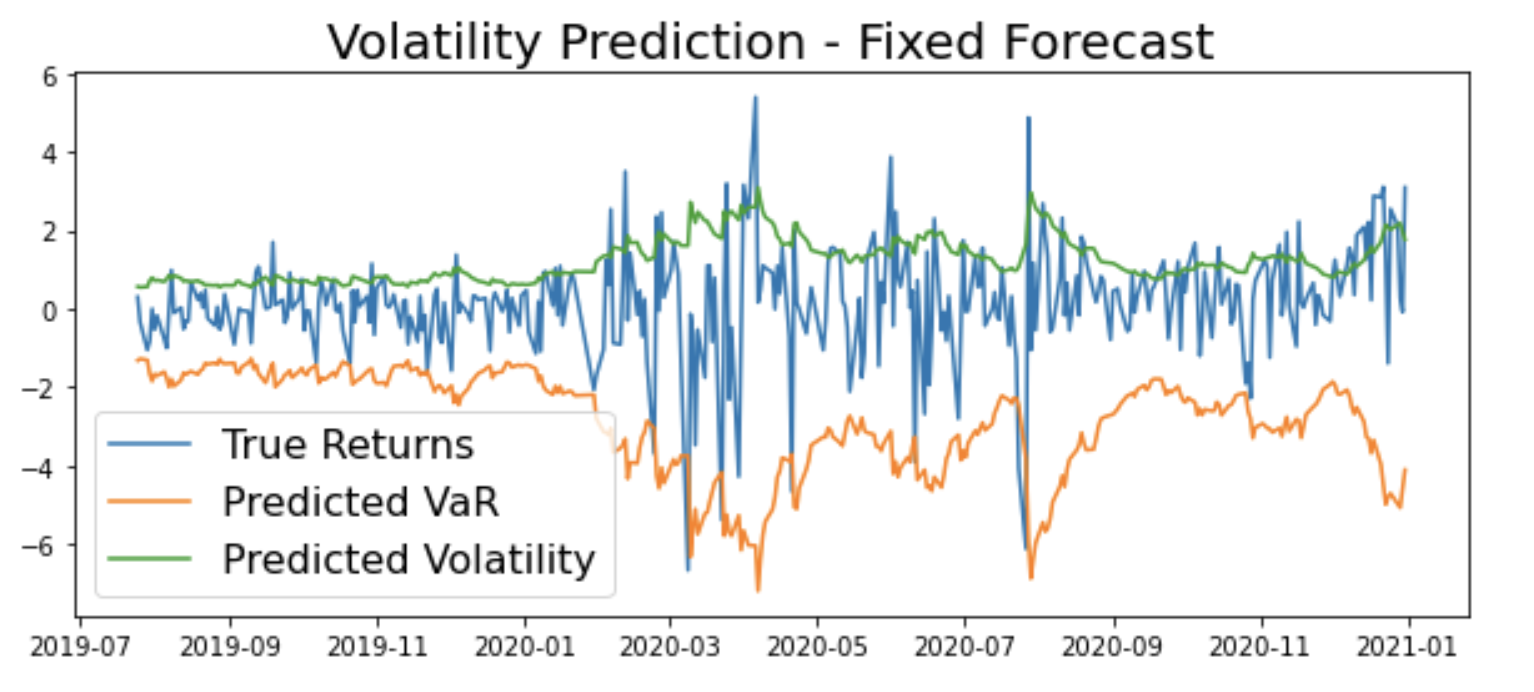 Volatility Prediction - Fixed Forecast
6
4
2
0
−2
−4
−6
True Returns
Predicted VaR
Predicted Volatility
2019-07 2019-09 2019-11 2020-01 2020-03 2020-05 2020-07 2020-09 2020-11 2021-01